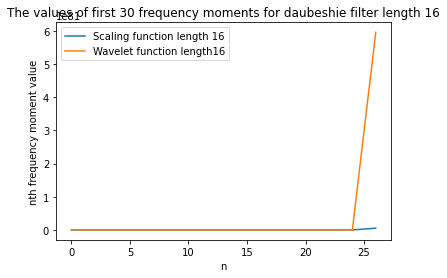 The values of first 30 frequency moments for daubeshie filter length 16
1e81
Scaling function length 16
Wavelet function length16
nth frequency moment value
6
5
4
3
2
1
0
0
5
10
15
20
25
n